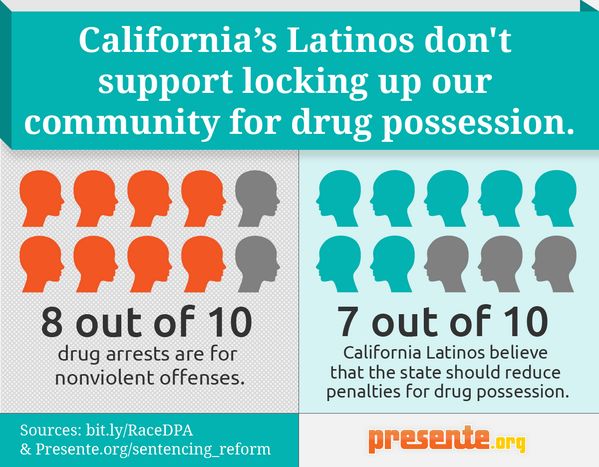 California’s Latinos don't
support locking up our
community for drug possession.
8 out of 10
drug arrests are for
nonviolent offenses.
7 out of 10
California Latinos believe
that the state should reduce
penalties for drug possession.
Sources: bit.ly/RaceDPA
& Presente.org/sentencing_reform
presente.org